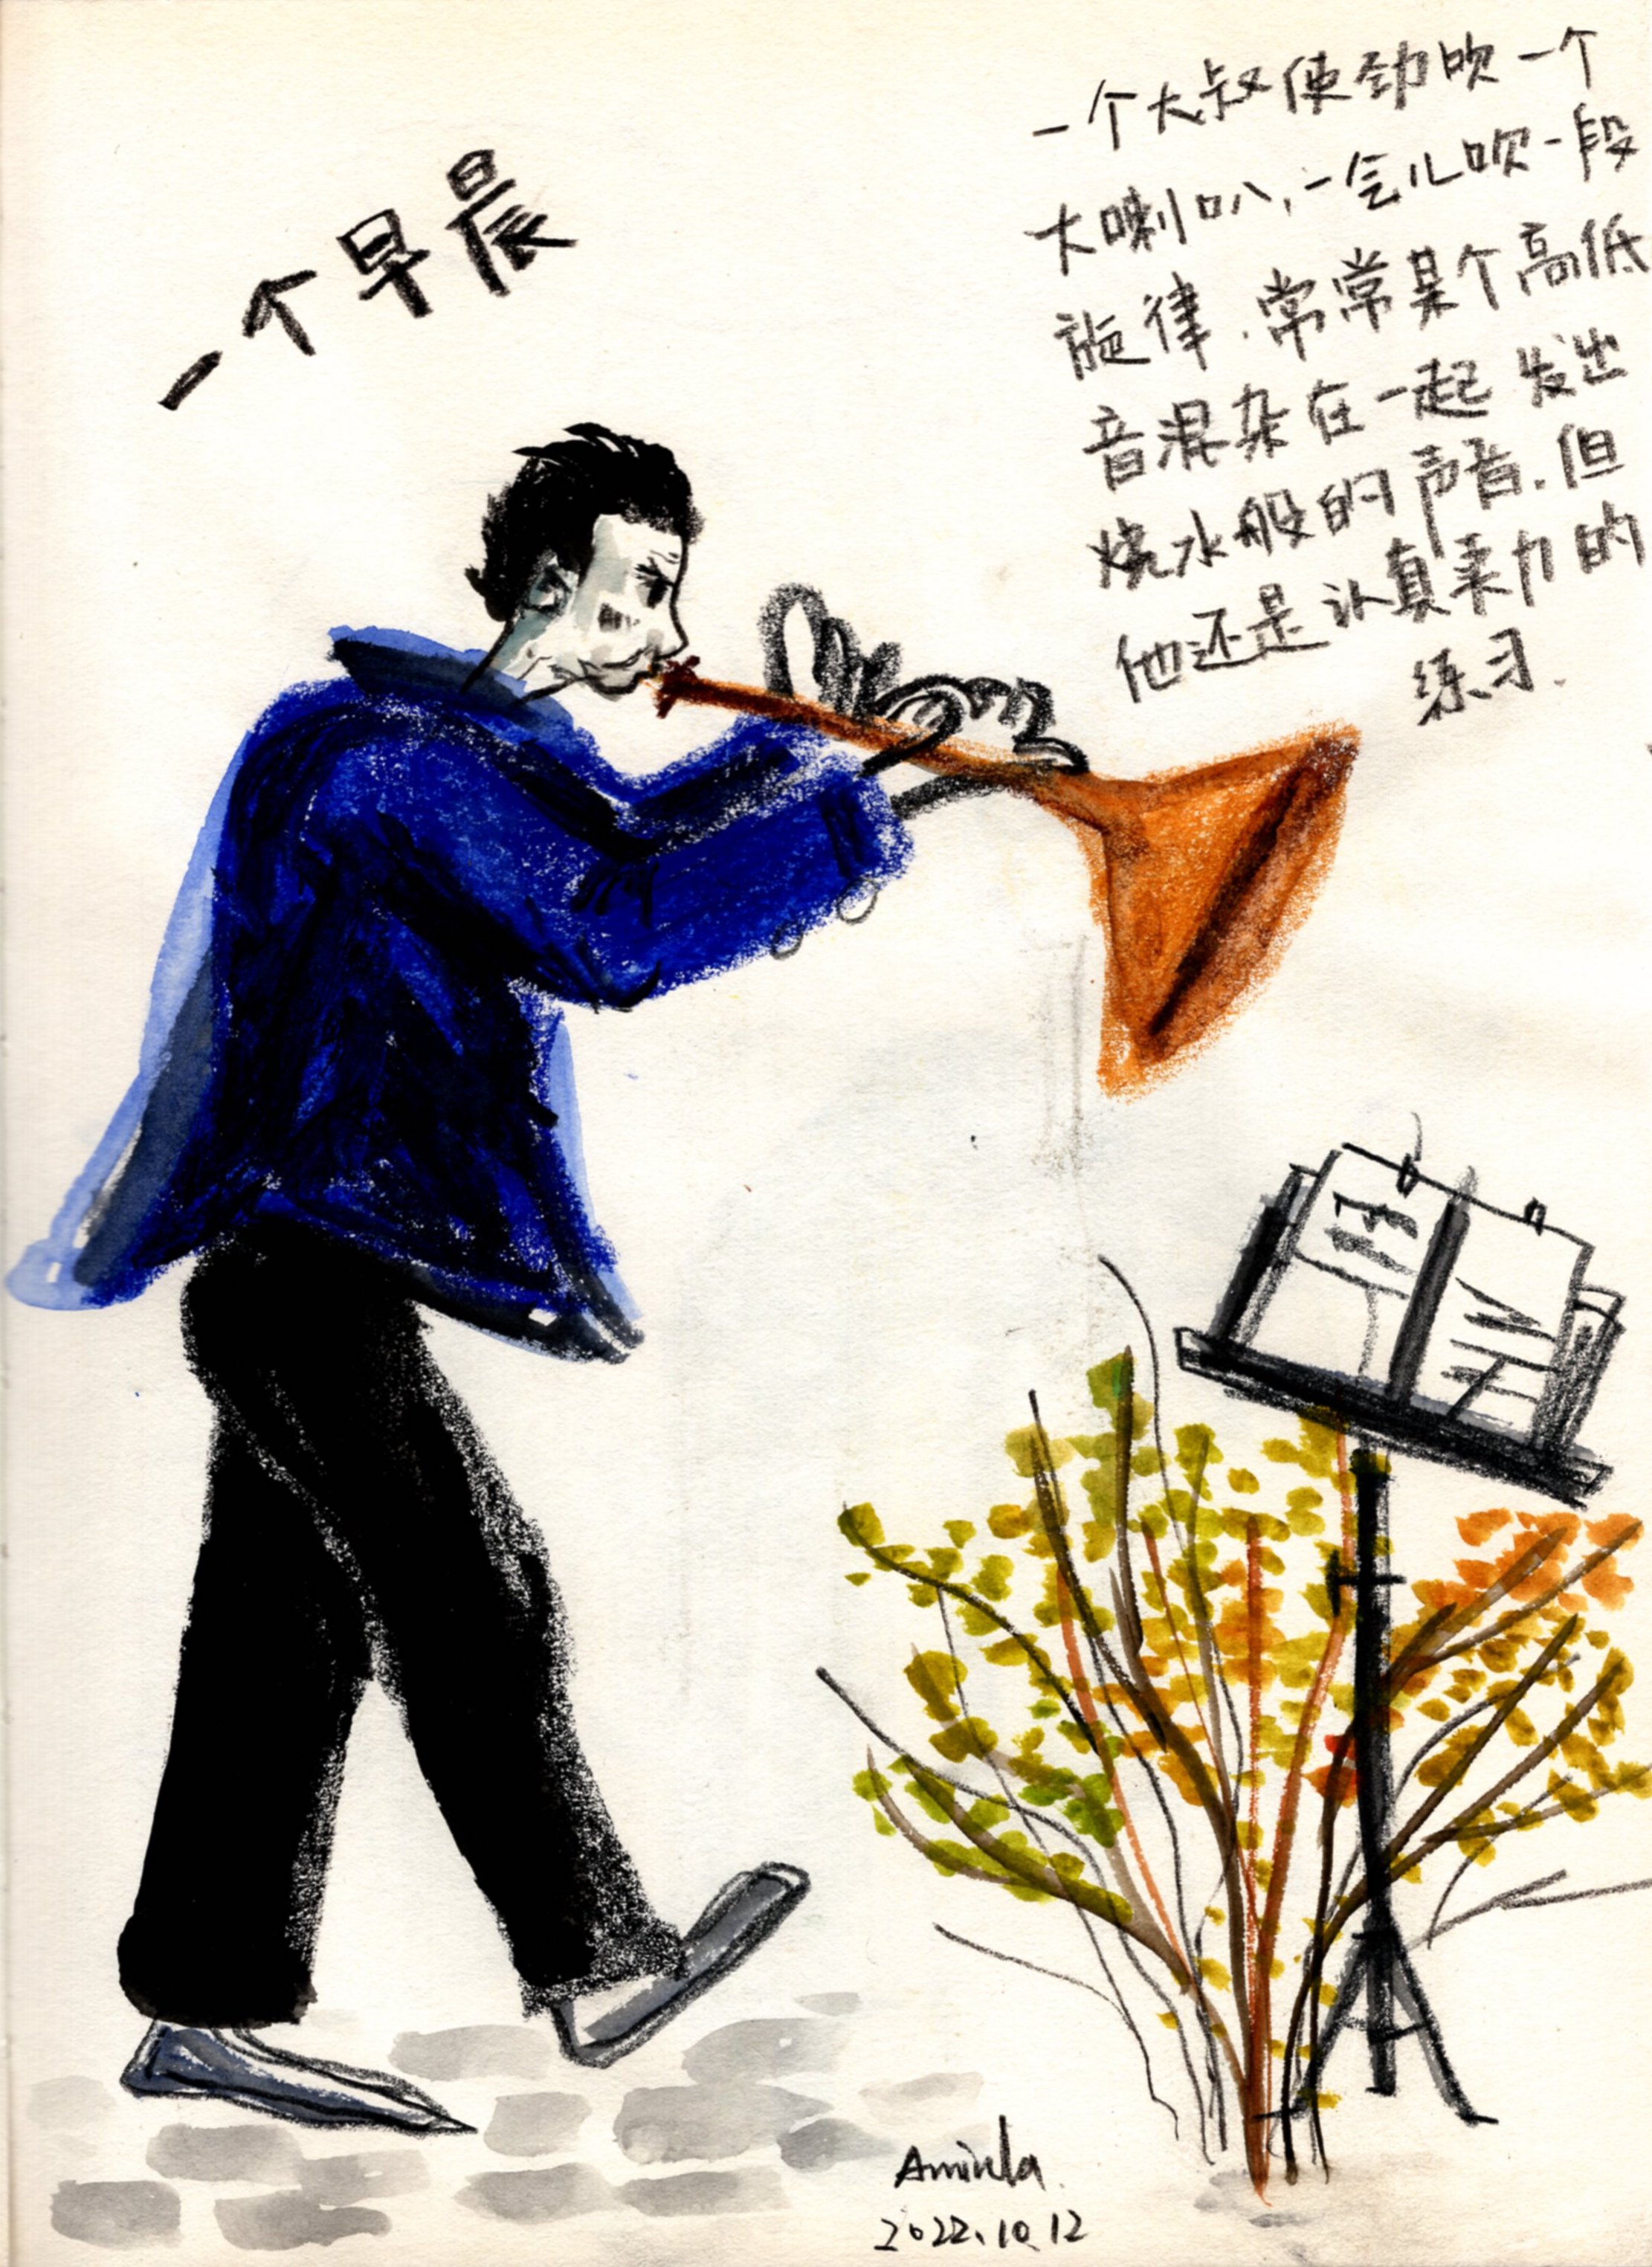 一个早晨
一个大叔使劲吹一个
大喇叭,一会儿吹一段
旋律.常常某个高低
音混杂在一起发出
烧水般的声音.但
他还是认真卖力的
练习.
2022.10.12